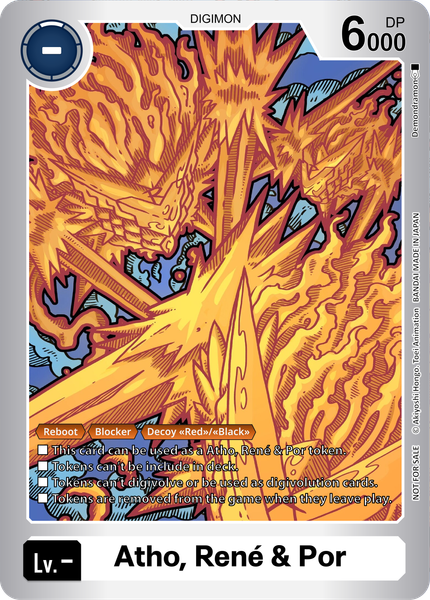 DIGIMON
-
6000
DP
Demondramon
Reboot Blocker Decoy «Red»/«Black»
This card can be used as a Atho, René & Por token.
Tokens can't be include in deck.
Tokens can't digivolve or be used as digivolution cards.
Tokens are removed from the game when they leave play.
NOT FOR SALE © Akiyoshi Hongo, Toei Animation BANDAI MADE IN JAPAN
Lv.-
Atho, René & Por